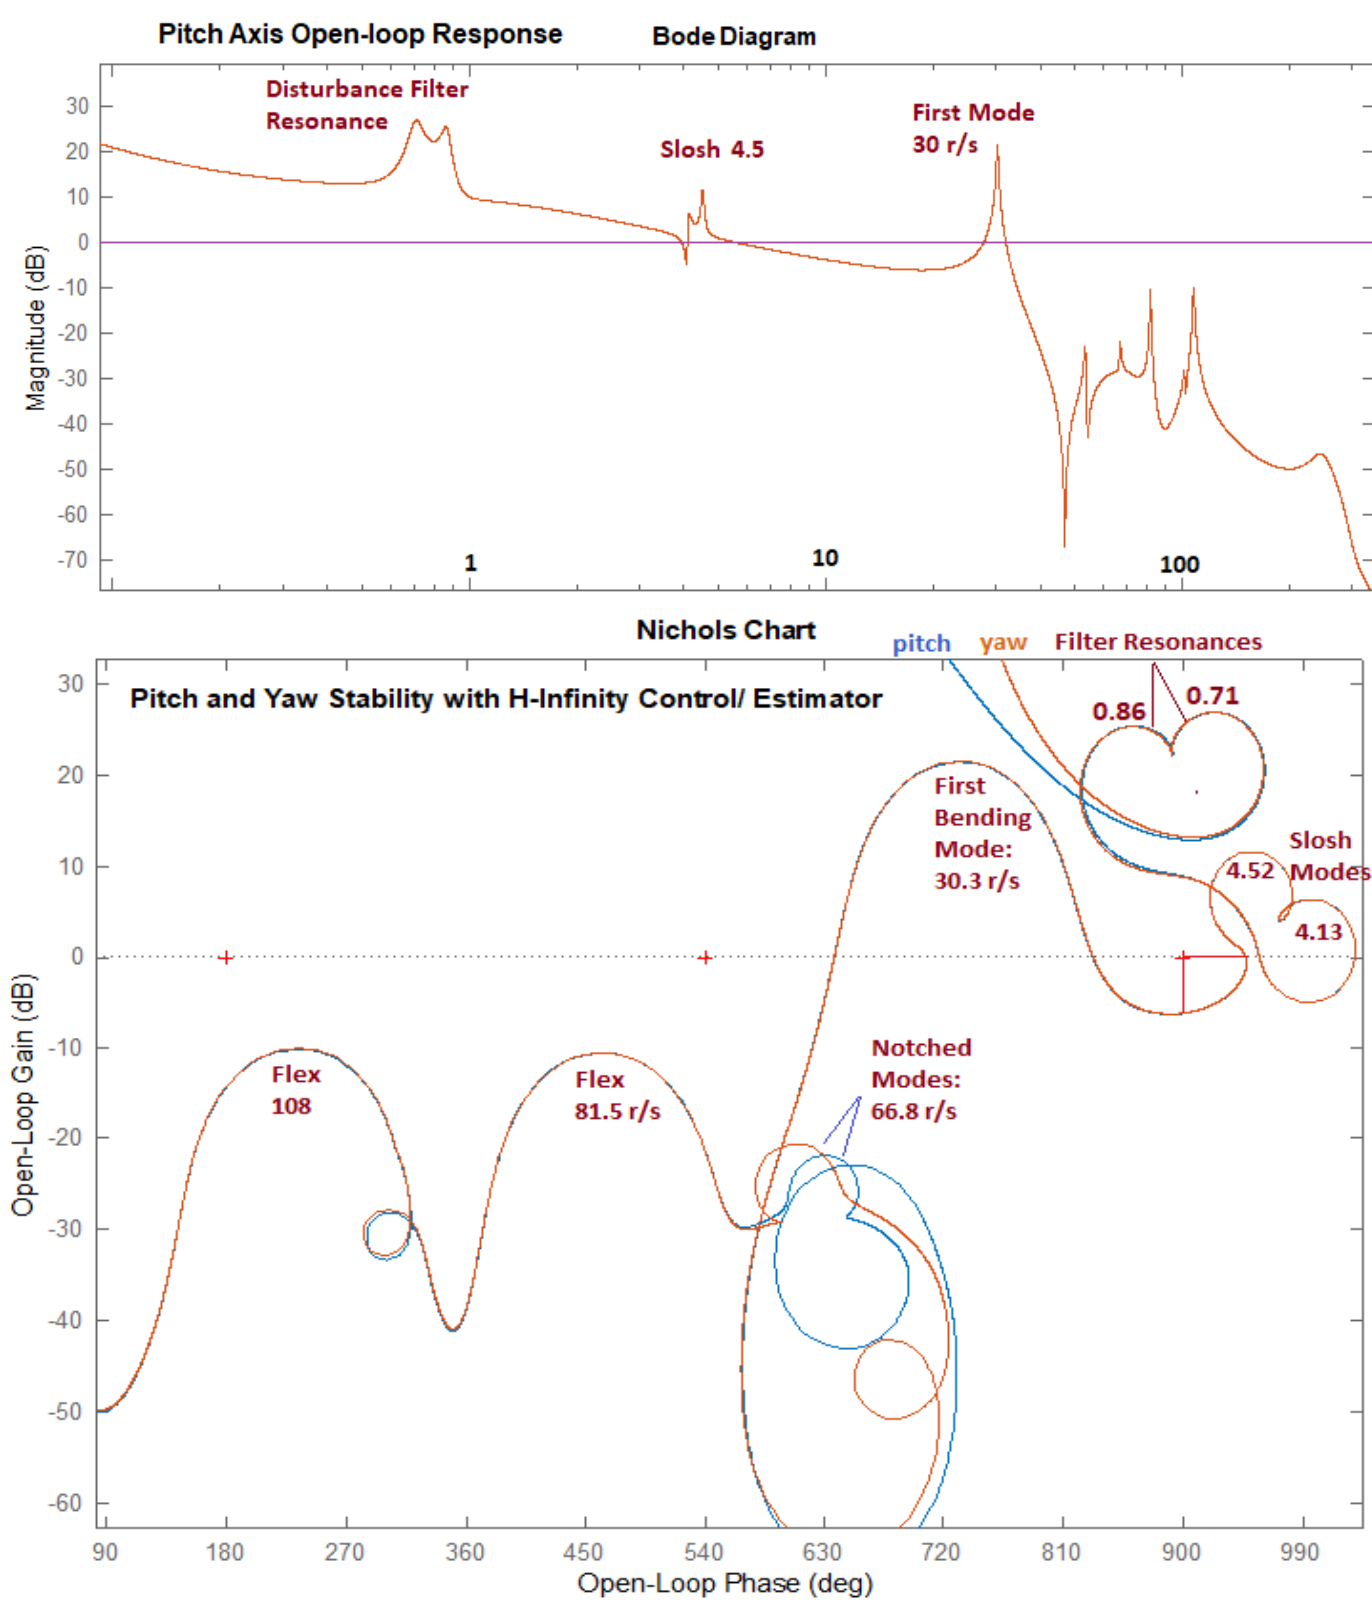 Pitch Axis Open-loop Response
Bode Diagram
Disturbance Filter
Resonance
Slosh 4.5
First Mode
30 r/s
Magnitude (dB)
30
20
10
0
-10
-20
-30
-40
-50
-60
-70
1
10
100
Nichols Chart
pitch
yaw
Filter Resonances
Pitch and Yaw Stability with H-Infinity Control/ Estimator
0.86
0.71
First
Bending
Mode:
30.3 r/s
Slosh
Modes
4.52
4.13
Notched
Modes:
66.8 r/s
Flex
108
Flex
81.5 r/s
Open-Loop Gain (dB)
30
20
10
0
-10
-20
-30
-40
-50
-60
90
180
270
360
450
540
630
720
810
900
990
Open-Loop Phase (deg)